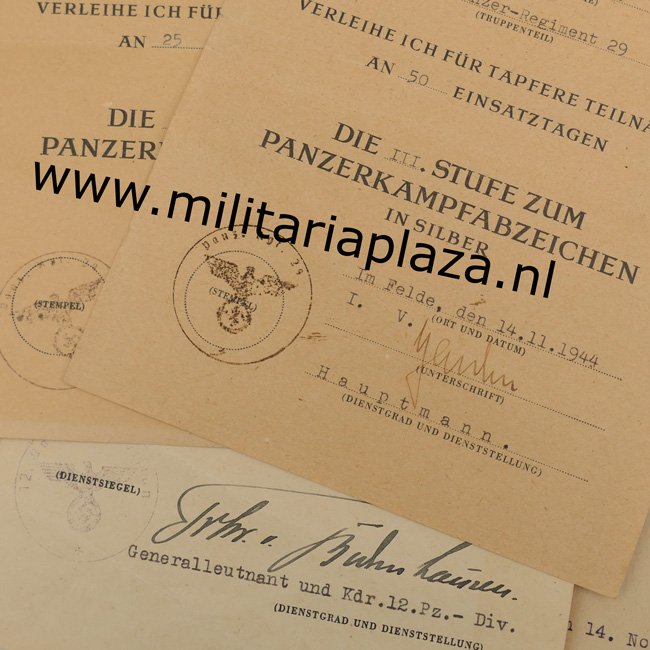 VERLEIHE ICH FÜR
AN 25
DIE
PANZER
Panzer-Regiment 29
(TRUPPENTEIL)
VERLEIHE ICH FÜR TAPFERE TEILNA
AN 50 EINSATZTAGEN
DIE III. STUFE ZUM
PANZERKAMPFABZEICHEN
IN SILBER
www.militariaplaza.nl
(STEMPEL)
(STEMPEL)
Im Felde, den 14.11.1944
(ORT UND DATUM)
I. V.
(UNTERSCHRIFT)
Hauptmann.
(DIENSTGRAD UND DIENSTSTELLUNG)
(DIENSTSIEGEL)
Generalleutnant und Kdr.12.Pz.- Div.
(DIENSTGRAD UND DIENSTSTELLUNG)
14. No